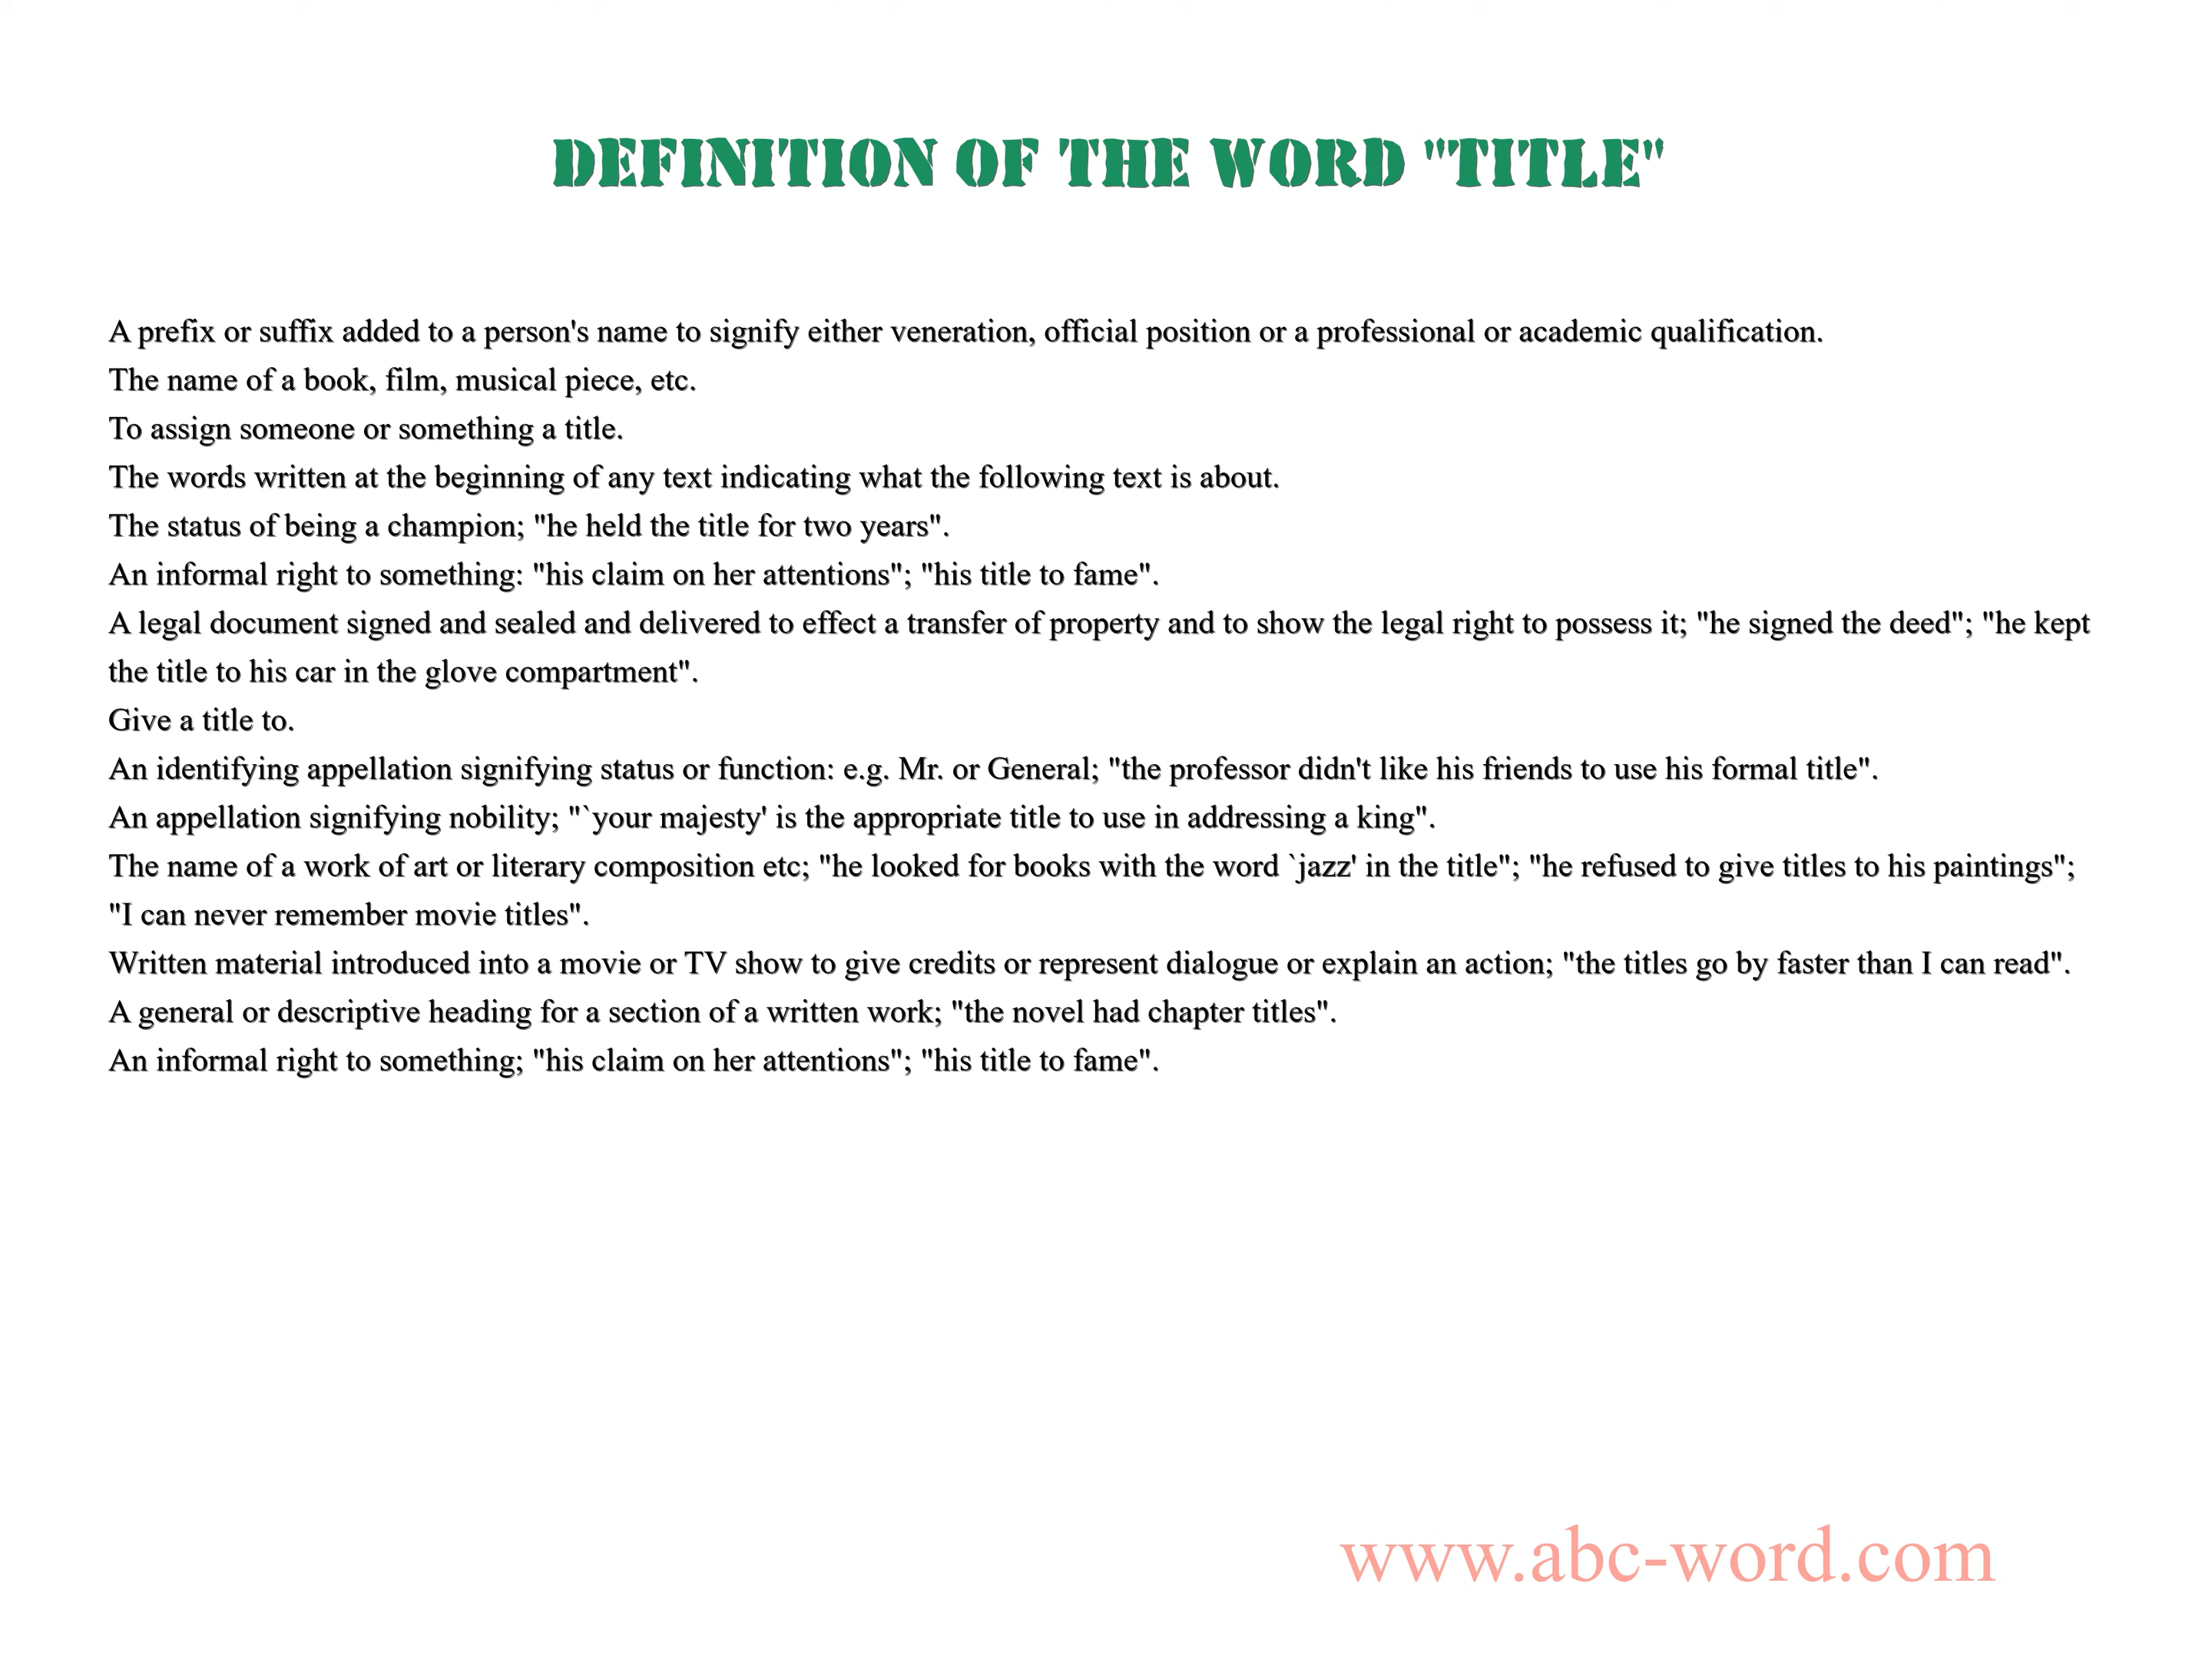 DEFINITION OF THE WORD "TITLE"
A prefix or suffix added to a person's name to signify either veneration, official position or a professional or academic qualification.
The name of a book, film, musical piece, etc.
To assign someone or something a title.
The words written at the beginning of any text indicating what the following text is about.
The status of being a champion; "he held the title for two years".
An informal right to something: "his claim on her attentions"; "his title to fame".
A legal document signed and sealed and delivered to effect a transfer of property and to show the legal right to possess it; "he signed the deed"; "he kept
the title to his car in the glove compartment".
Give a title to.
An identifying appellation signifying status or function: e.g. Mr. or General; "the professor didn't like his friends to use his formal title".
An appellation signifying nobility; "`your majesty' is the appropriate title to use in addressing a king".
The name of a work of art or literary composition etc; "he looked for books with the word `jazz' in the title"; "he refused to give titles to his paintings";
"I can never remember movie titles".
Written material introduced into a movie or TV show to give credits or represent dialogue or explain an action; "the titles go by faster than I can read".
A general or descriptive heading for a section of a written work; "the novel had chapter titles".
An informal right to something; "his claim on her attentions"; "his title to fame".
www.abc-word.com